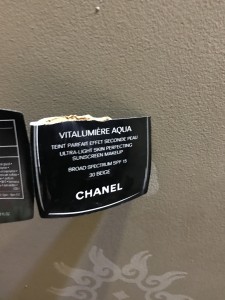 VITALUMIÈRE AQUA
TEINT PARFAIT EFFET SECONDE PEAU
ULTRA-LIGHT SKIN PERFECTING
SUNSCREEN MAKEUP
BROAD SPECTRUM SPF 15
30 BEIGE
CHANEL